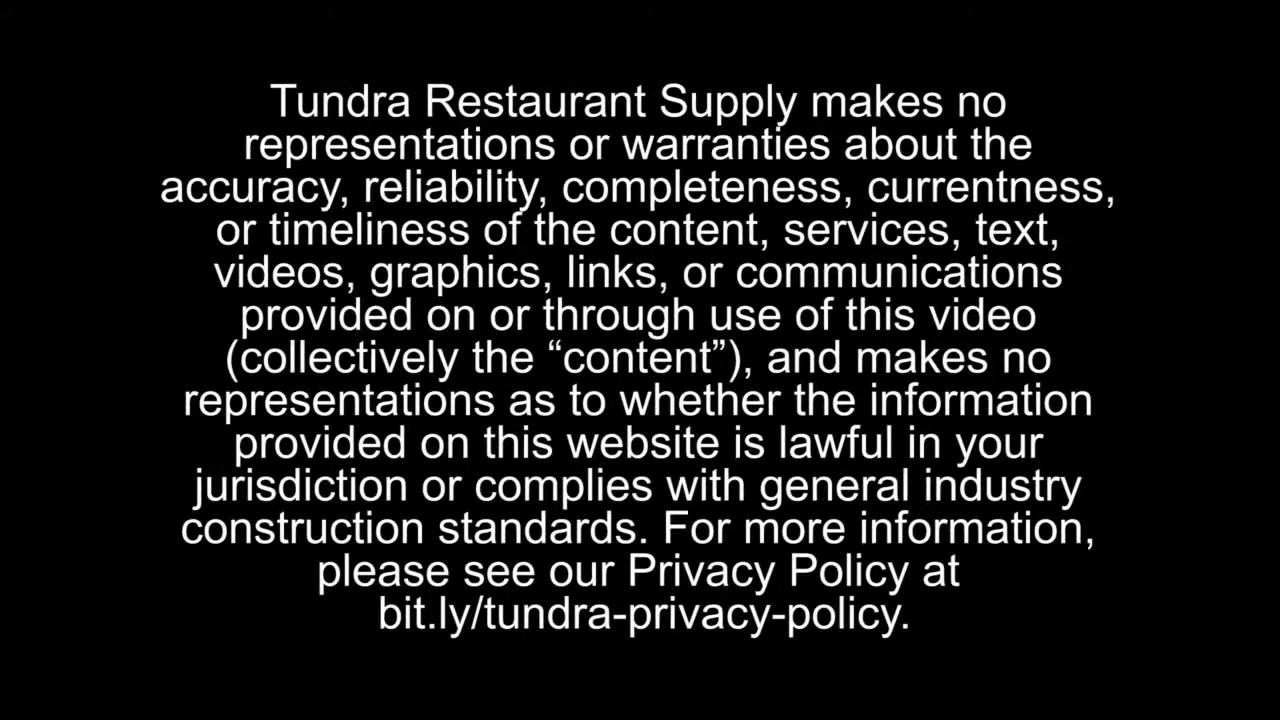 Tundra Restaurant Supply makes no
representations or warranties about the
accuracy, reliability, completeness, currentness,
or timeliness of the content, services, text,
videos, graphics, links, or communications
provided on or through use of this video
(collectively the “content”), and makes no
representations as to whether the information
provided on this website is lawful in your
jurisdiction or complies with general industry
construction standards. For more information,
please see our Privacy Policy at
bit.ly/tundra-privacy-policy.